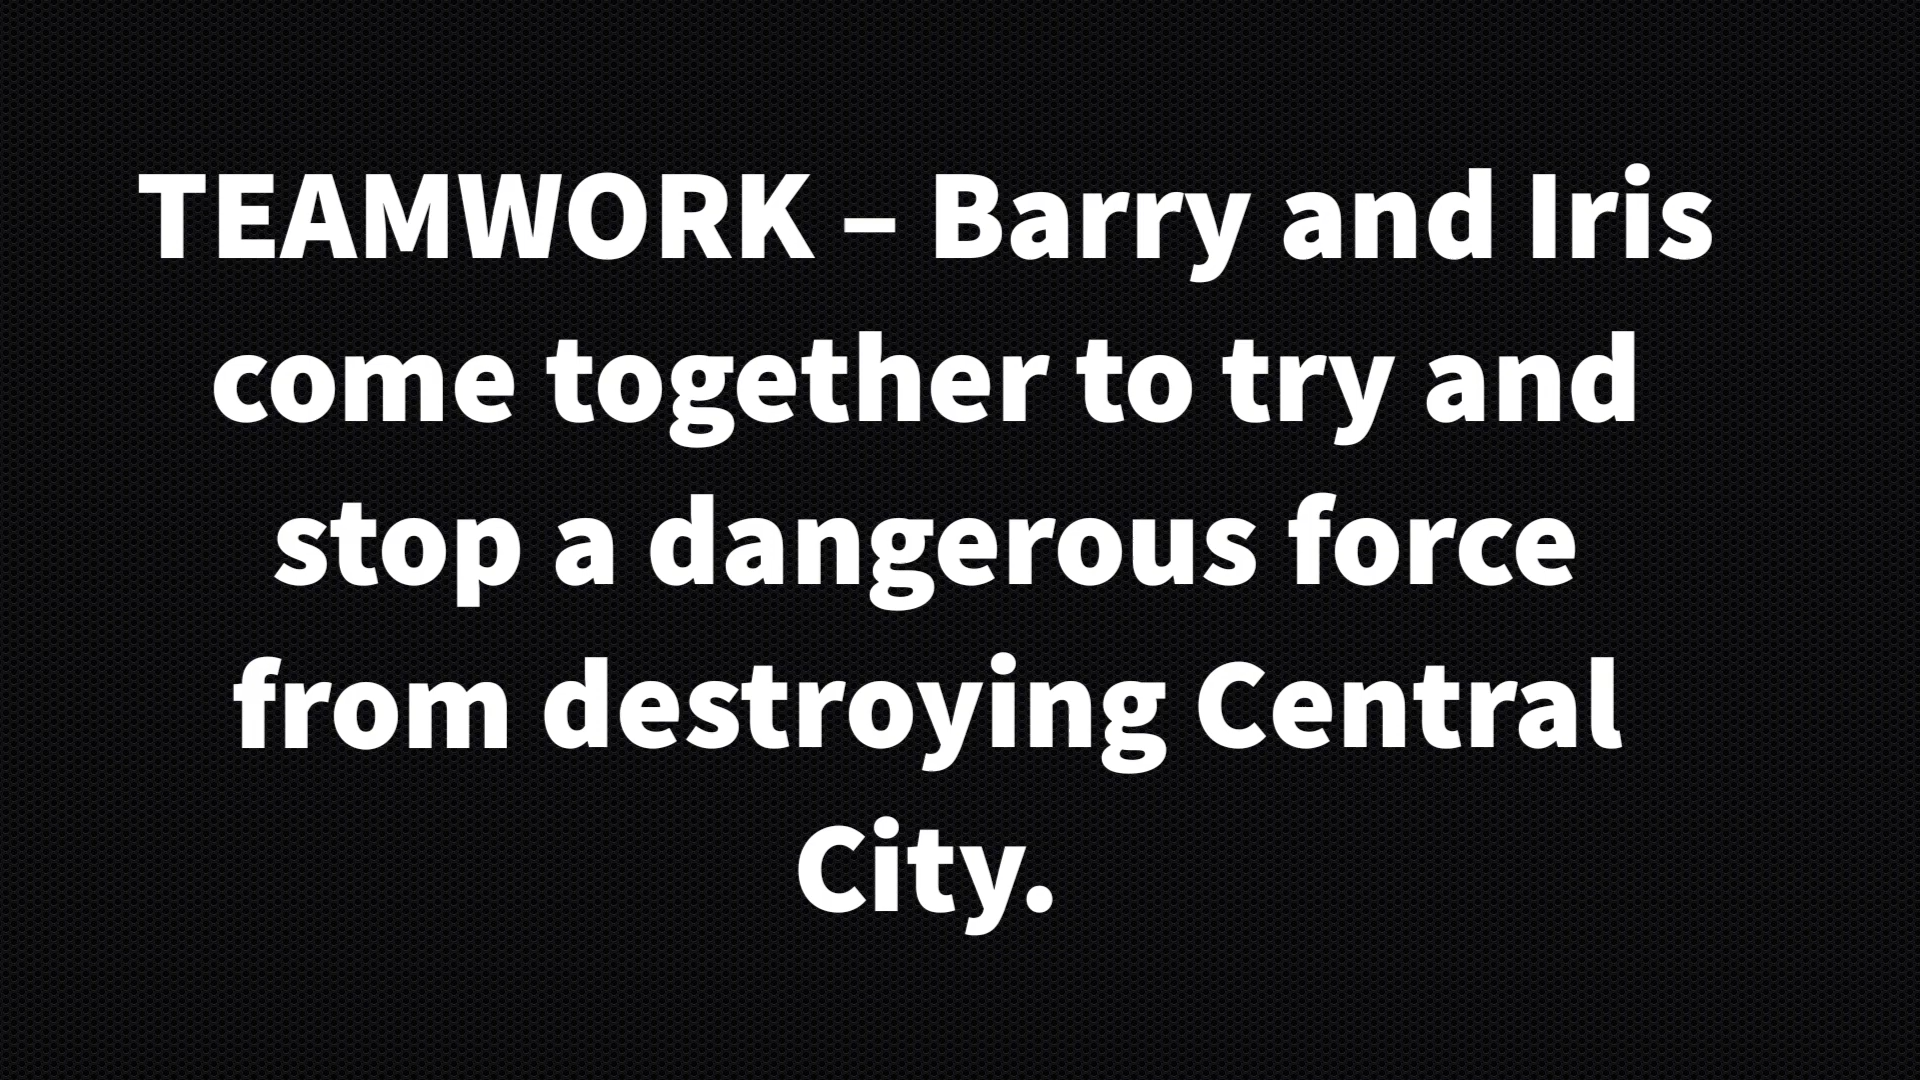 TEAMWORK – Barry and Iris
come together to try and
stop a dangerous force
from destroying Central
City.